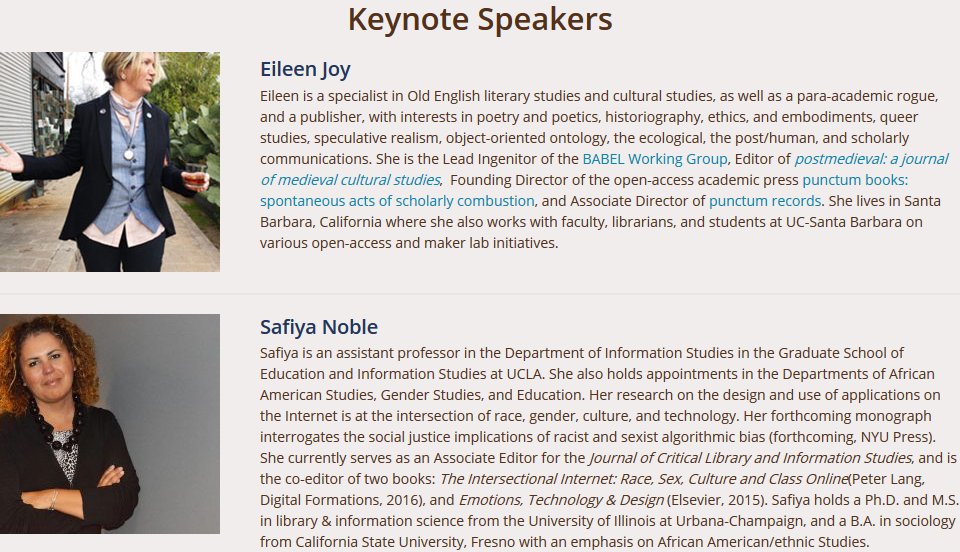 Keynote Speakers
Eileen Joy
Eileen is a specialist in Old English literary studies and cultural studies, as well as a para-academic rogue,
and a publisher, with interests in poetry and poetics, historiography, ethics, and embodiments, queer
studies, speculative realism, object-oriented ontology, the ecological, the post/human, and scholarly
communications. She is the Lead Ingenitor of the BABEL Working Group, Editor of postmedieval: a journal
of medieval cultural studies,  Founding Director of the open-access academic press punctum books:
spontaneous acts of scholarly combustion, and Associate Director of punctum records. She lives in Santa
Barbara, California where she also works with faculty, librarians, and students at UC-Santa Barbara on
various open-access and maker lab initiatives.
Safiya Noble
Safiya is an assistant professor in the Department of Information Studies in the Graduate School of
Education and Information Studies at UCLA. She also holds appointments in the Departments of African
American Studies, Gender Studies, and Education. Her research on the design and use of applications on
the Internet is at the intersection of race, gender, culture, and technology. Her forthcoming monograph
interrogates the social justice implications of racist and sexist algorithmic bias (forthcoming, NYU Press).
She currently serves as an Associate Editor for the Journal of Critical Library and Information Studies, and is
the co-editor of two books: The Intersectional Internet: Race, Sex, Culture and Class Online(Peter Lang,
Digital Formations, 2016), and Emotions, Technology & Design (Elsevier, 2015). Safiya holds a Ph.D. and M.S.
in library & information science from the University of Illinois at Urbana-Champaign, and a B.A. in sociology
from California State University, Fresno with an emphasis on African American/ethnic Studies.